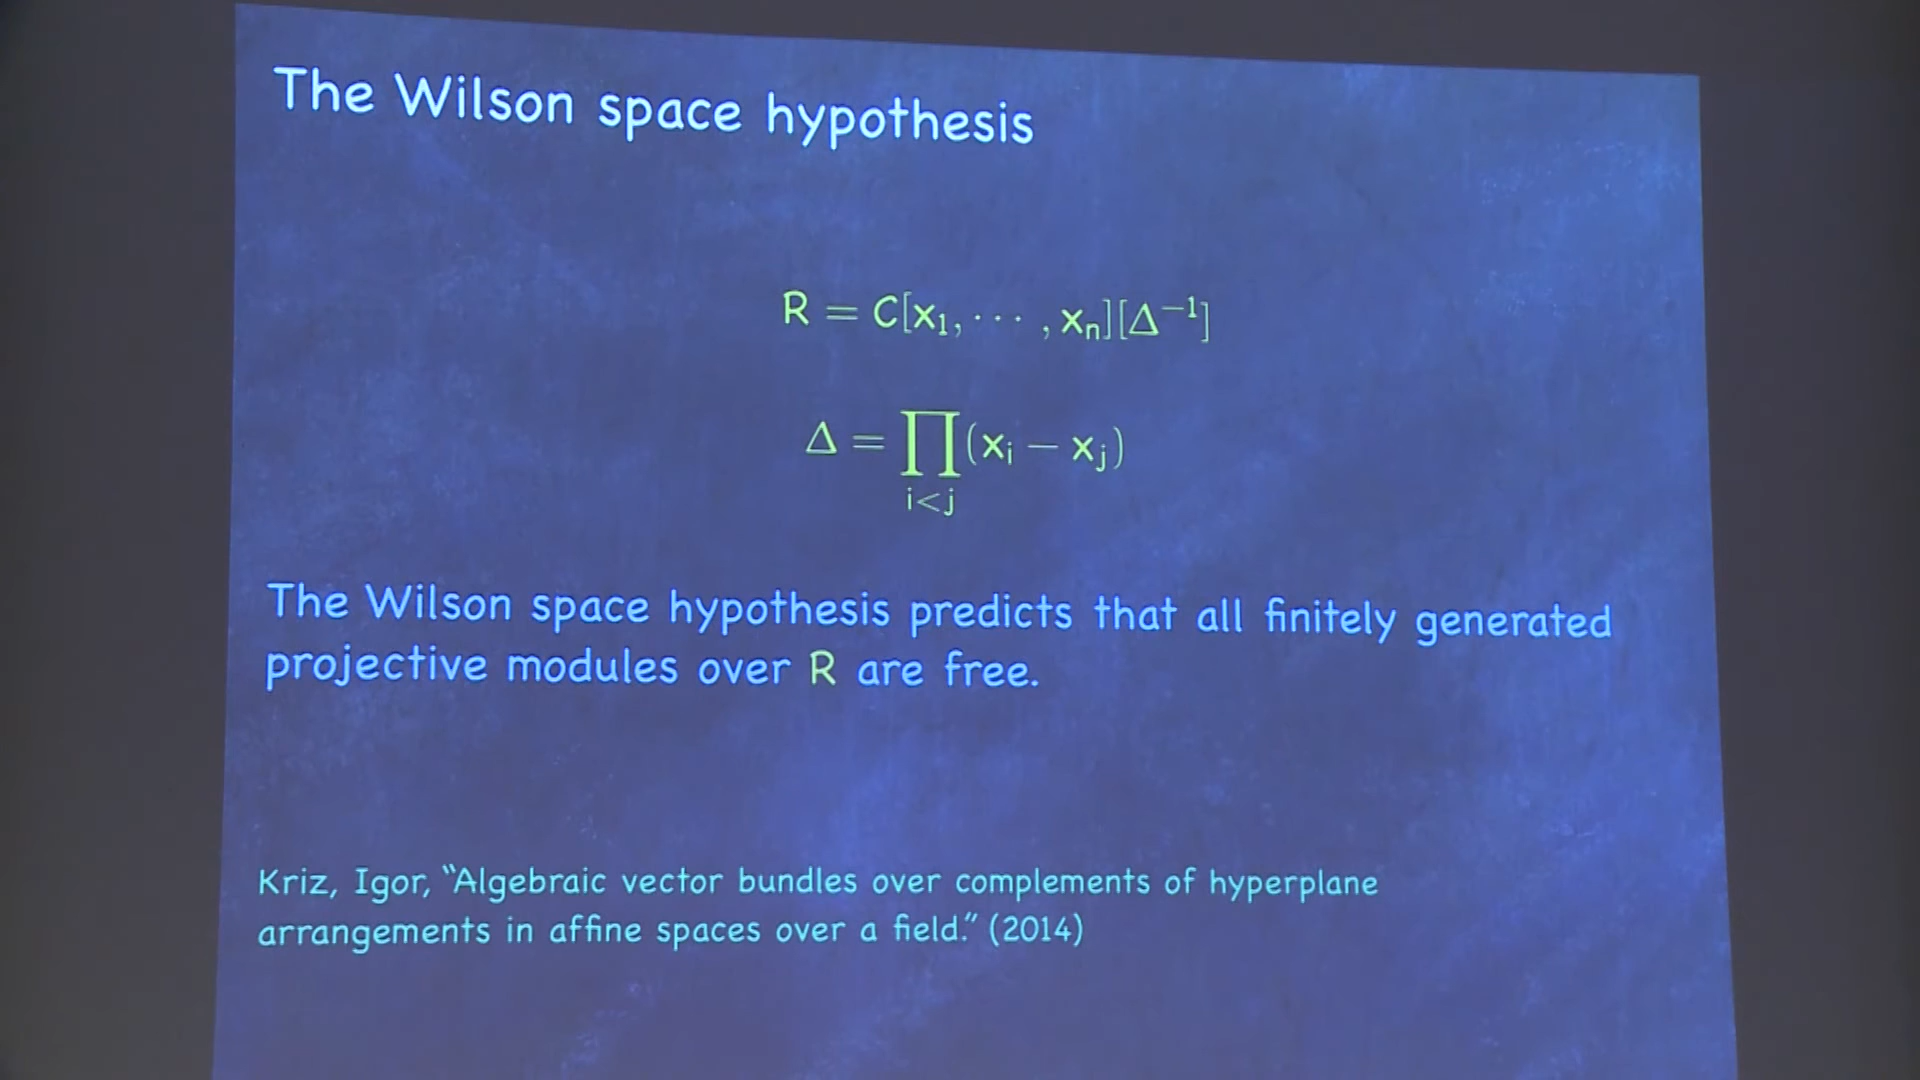 The Wilson space hypothesis
R = C[x₁, ⋯ , xₙ][Δ⁻¹]
Δ = ∏(xᵢ − xⱼ)
i<j
The Wilson space hypothesis predicts that all finitely generated
projective modules over R are free.
Kriz, Igor, “Algebraic vector bundles over complements of hyperplane
arrangements in affine spaces over a field.” (2014)